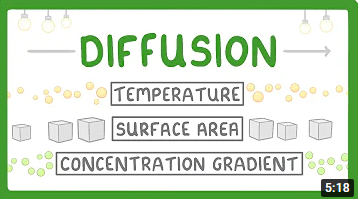 DIFFUSION
TEMPERATURE
SURFACE AREA
CONCENTRATION GRADIENT
5:18